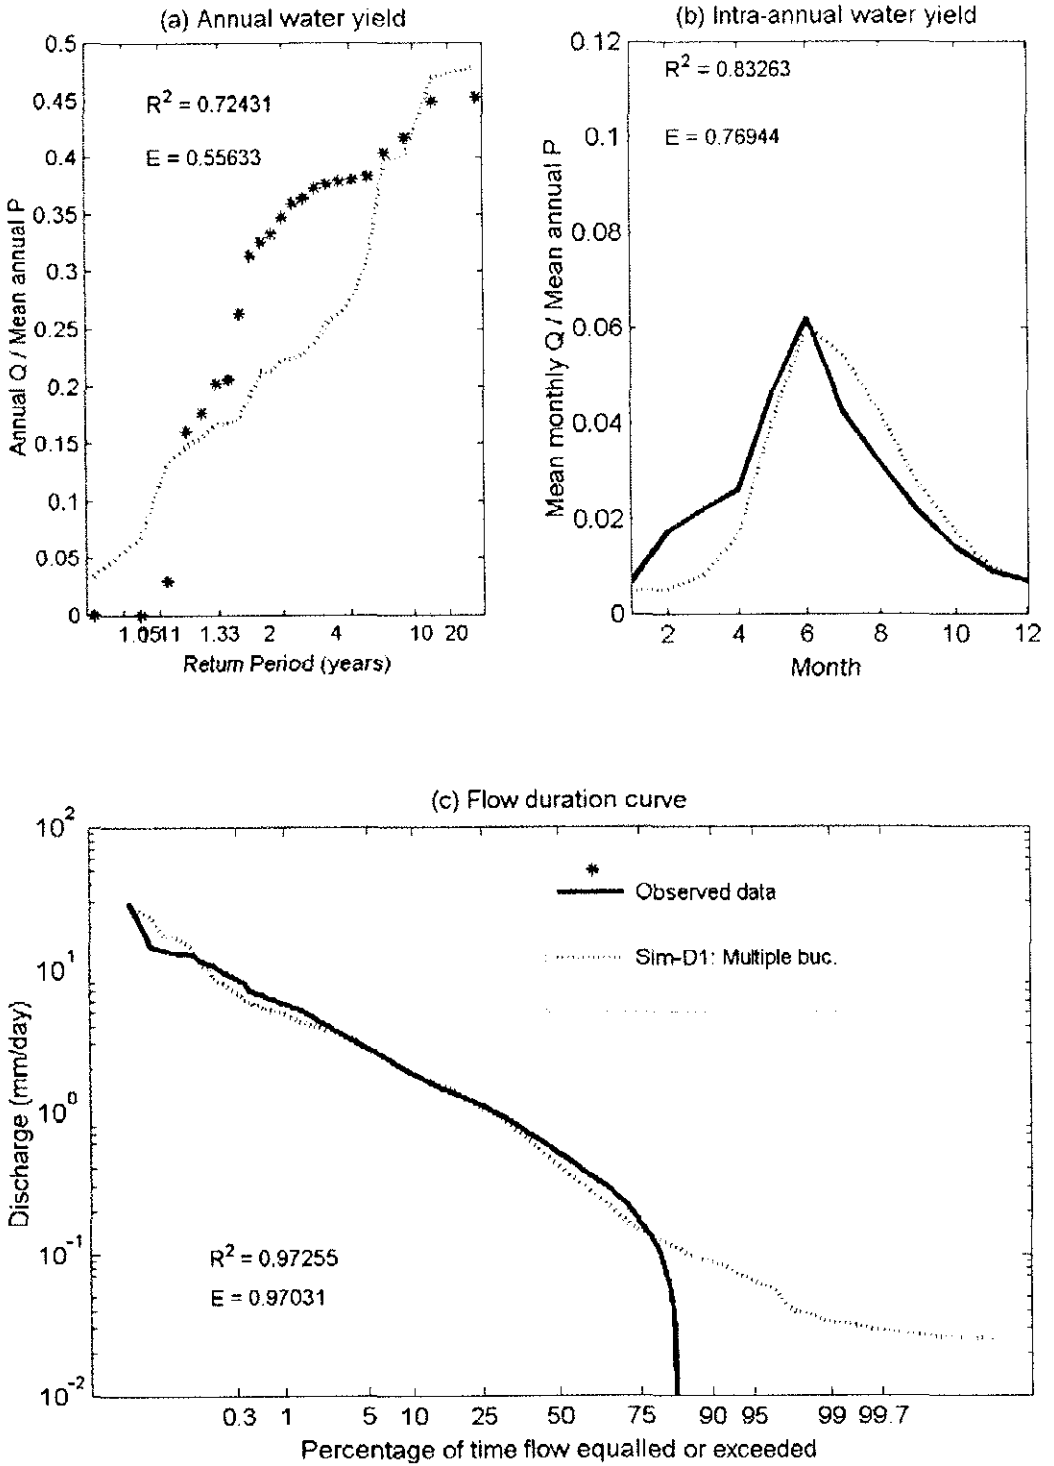 (a) Annual water yield
0.5
0.45
0.4
0.35
0.3
0.25
0.2
0.15
0.1
0.05
0
R² = 0.72431
E = 0.55633
Annual Q / Mean annual P
1.33 2 4 10 20
Return Period (years)
(b) Intra-annual water yield
0.12
0.1
0.08
0.06
0.04
0.02
0
R² = 0.83263
E = 0.76944
Mean monthly Q / Mean annual P
2 4 6 8 10 12
Month
(c) Flow duration curve
10²
10¹
10⁰
10⁻¹
10⁻²
Discharge (mm/day)
Observed data
Sim-D1: Multiple buc.
R² = 0.97255
E = 0.97031
0.3 1 5 10 25 50 75 90 95 99 99.7
Percentage of time flow equalled or exceeded